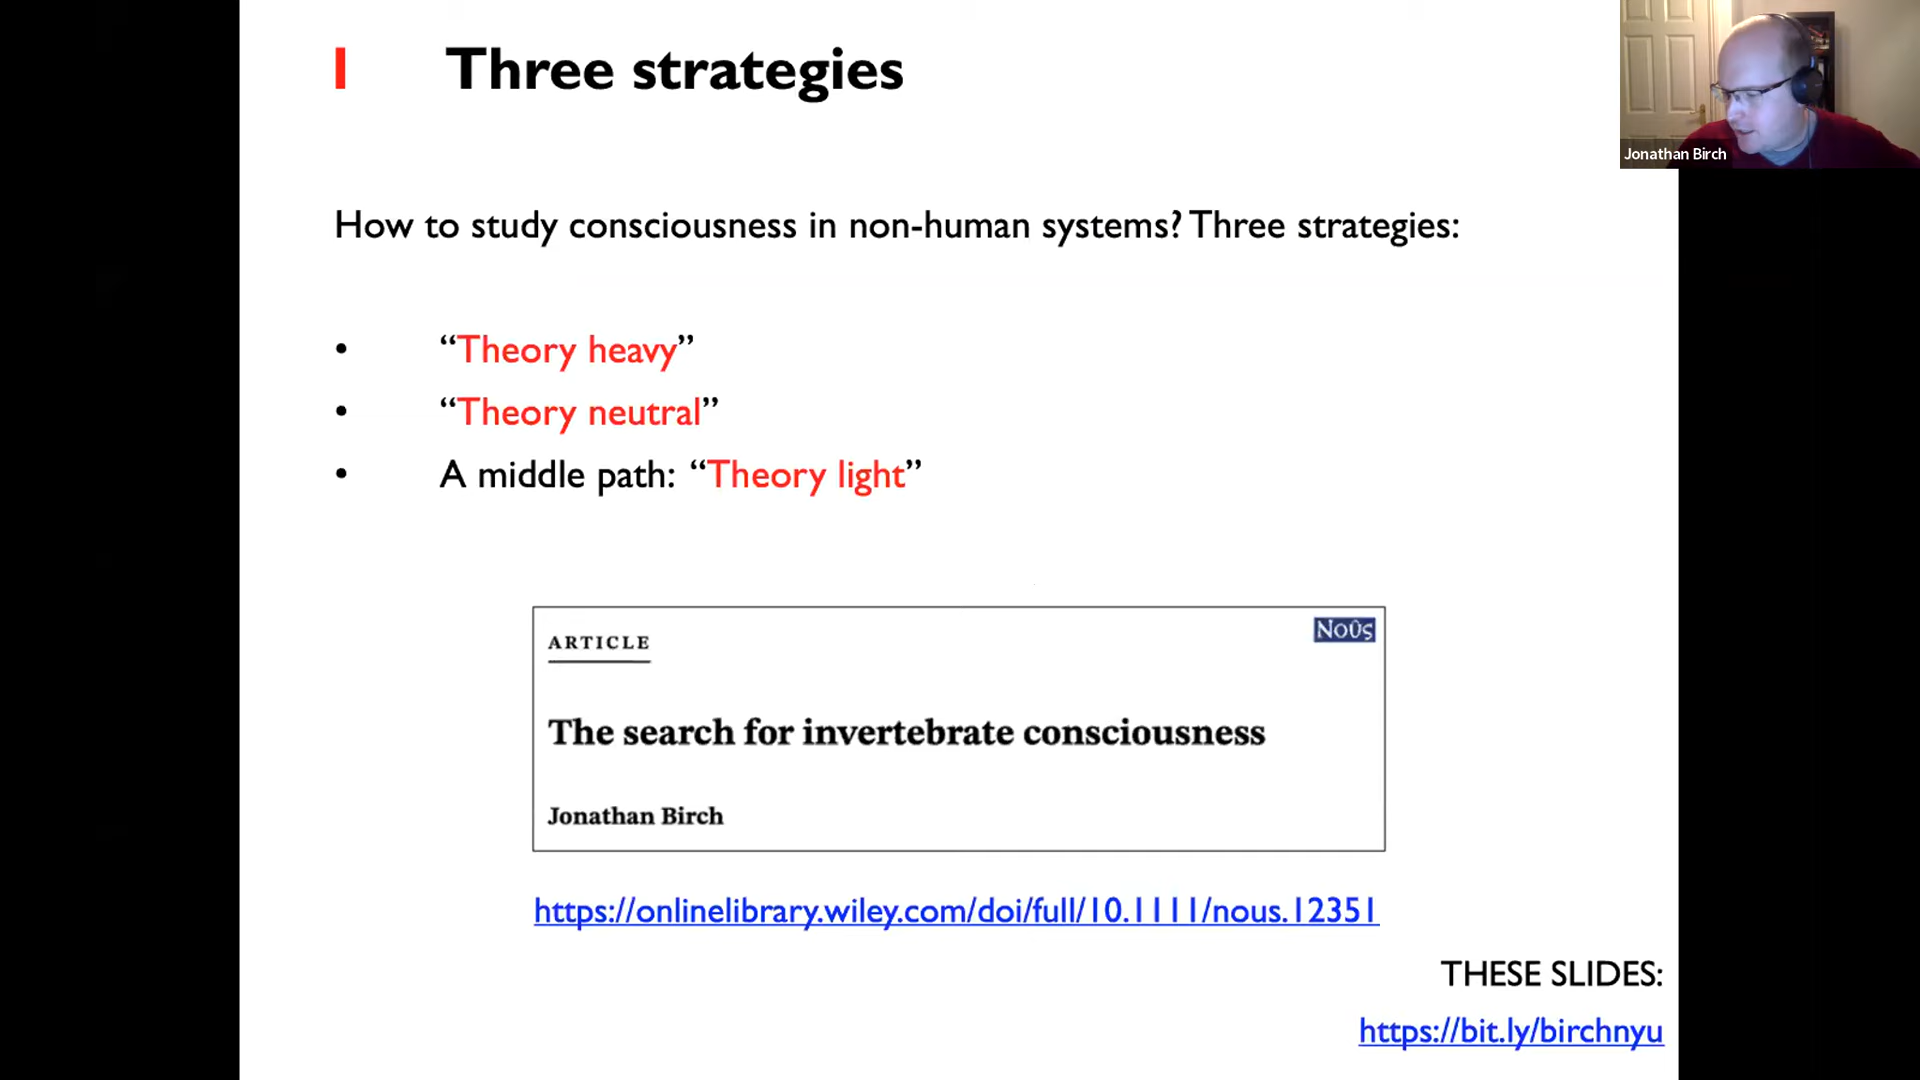 1 Three strategies
Jonathan Birch
How to study consciousness in non-human systems? Three strategies:
• “Theory heavy”
• “Theory neutral”
• A middle path: “Theory light”
ARTICLE
NOÛS
The search for invertebrate consciousness
Jonathan Birch
https://onlinelibrary.wiley.com/doi/full/10.1111/nous.12351
THESE SLIDES:
https://bit.ly/birchnyu